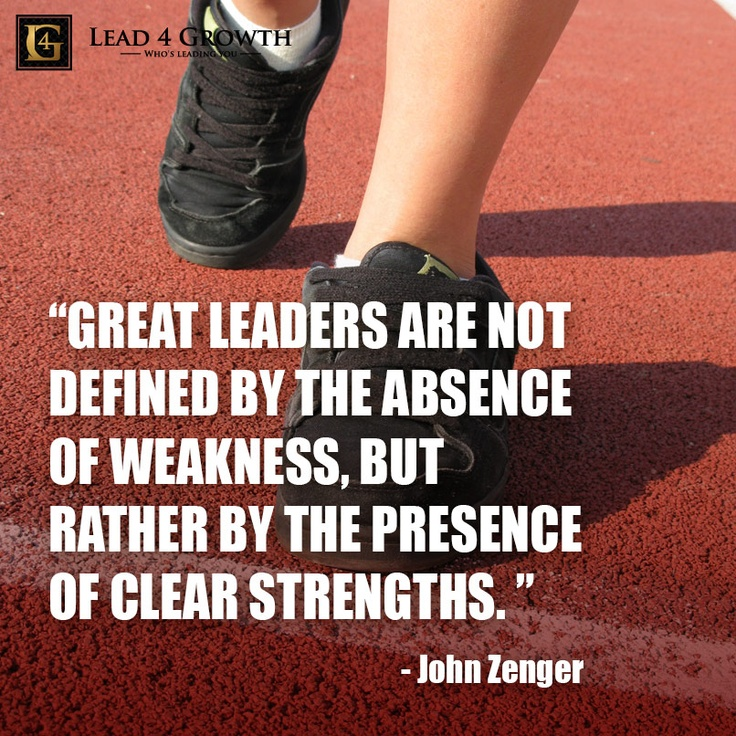 L4G
LEAD 4 GROWTH
— WHO'S LEADING YOU —
“GREAT LEADERS ARE NOT
DEFINED BY THE ABSENCE
OF WEAKNESS, BUT
RATHER BY THE PRESENCE
OF CLEAR STRENGTHS. ”
- John Zenger